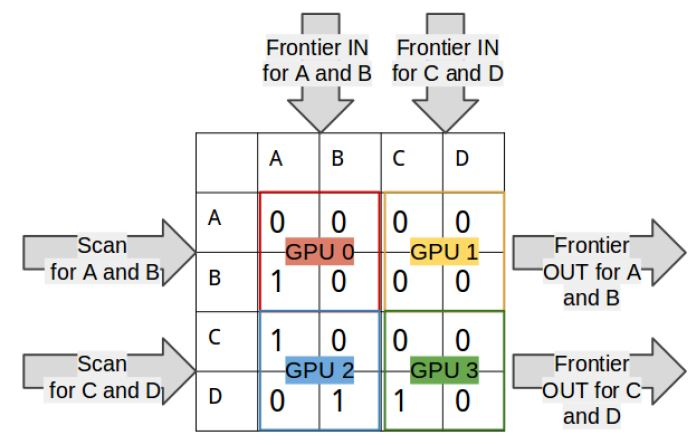 Frontier IN
for A and B
Frontier IN
for C and D
A B C D
A 0 0 0 0
GPU 0 GPU 1
B 1 0 0 0
Scan
for A and B
Frontier
OUT for A
and B
C 1 0 0 0
GPU 2 GPU 3
D 0 1 1 0
Scan
for C and D
Frontier
OUT for C
and D